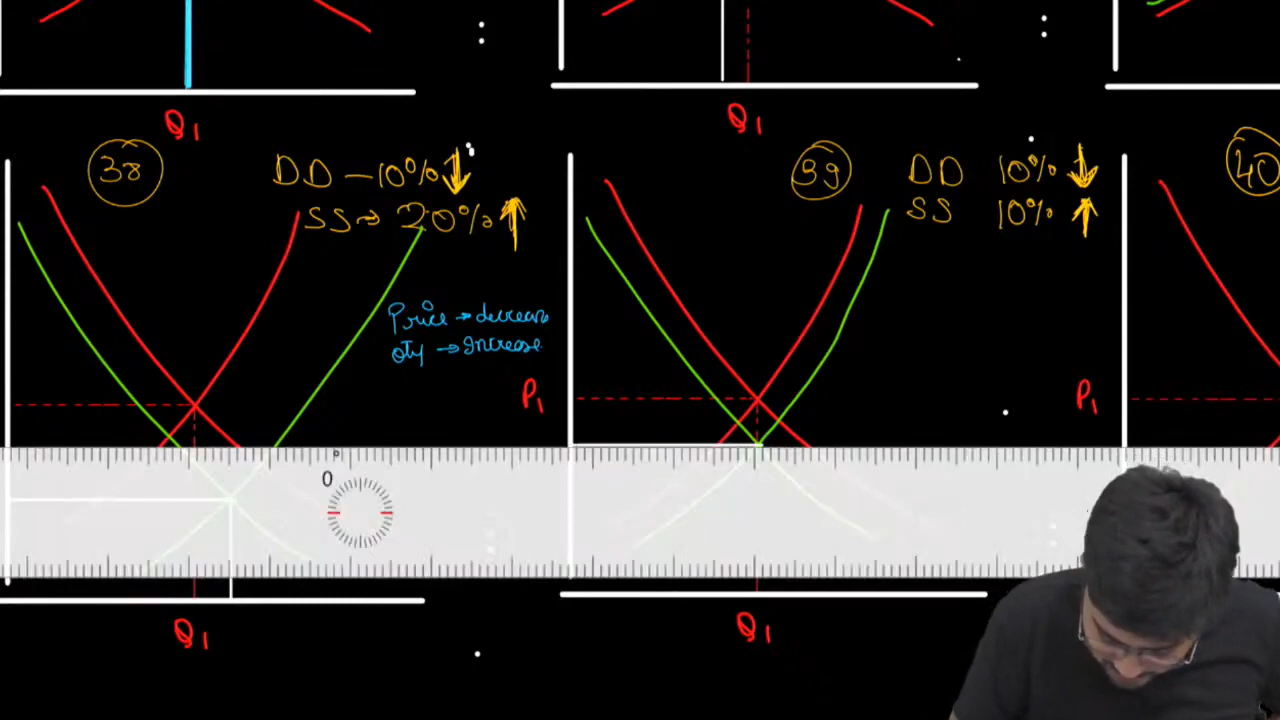 Q1
Q1
38
DD – 10% ↓
SS → 20% ↑
Price → decrease
Qty → Increase
39
DD 10% ↓
SS 10% ↑
40
P1
P1
0
Q1
Q1